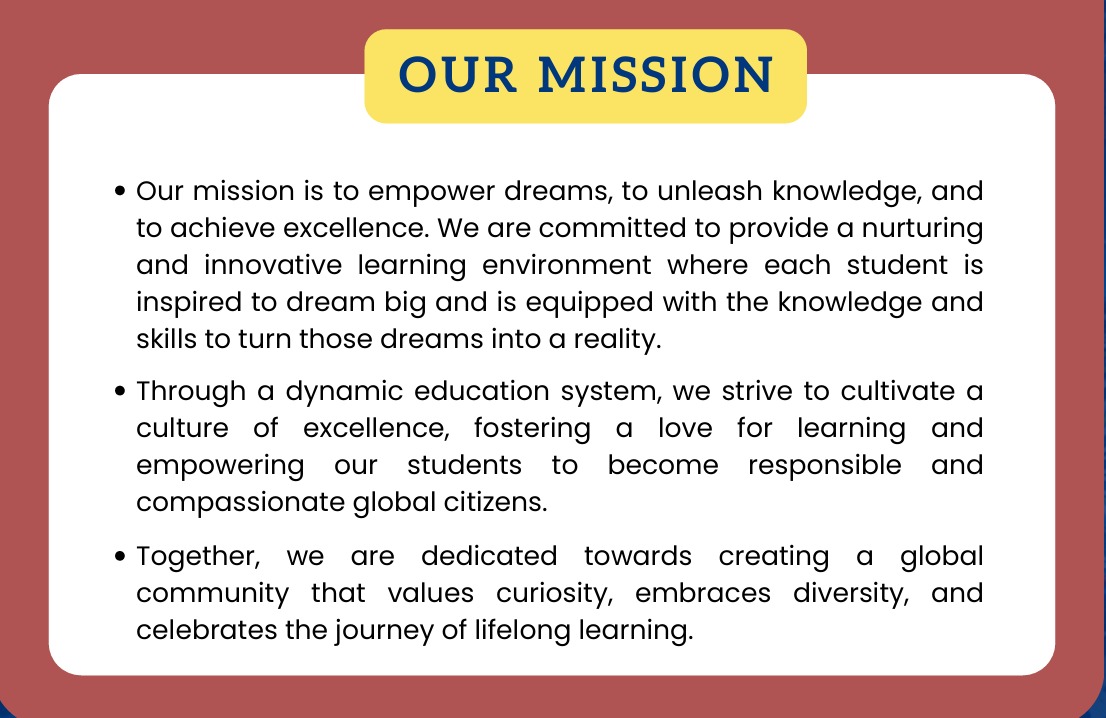 OUR MISSION
• Our mission is to empower dreams, to unleash knowledge, and
to achieve excellence. We are committed to provide a nurturing
and innovative learning environment where each student is
inspired to dream big and is equipped with the knowledge and
skills to turn those dreams into a reality.
• Through a dynamic education system, we strive to cultivate a
culture of excellence, fostering a love for learning and
empowering our students to become responsible and
compassionate global citizens.
• Together, we are dedicated towards creating a global
community that values curiosity, embraces diversity, and
celebrates the journey of lifelong learning.